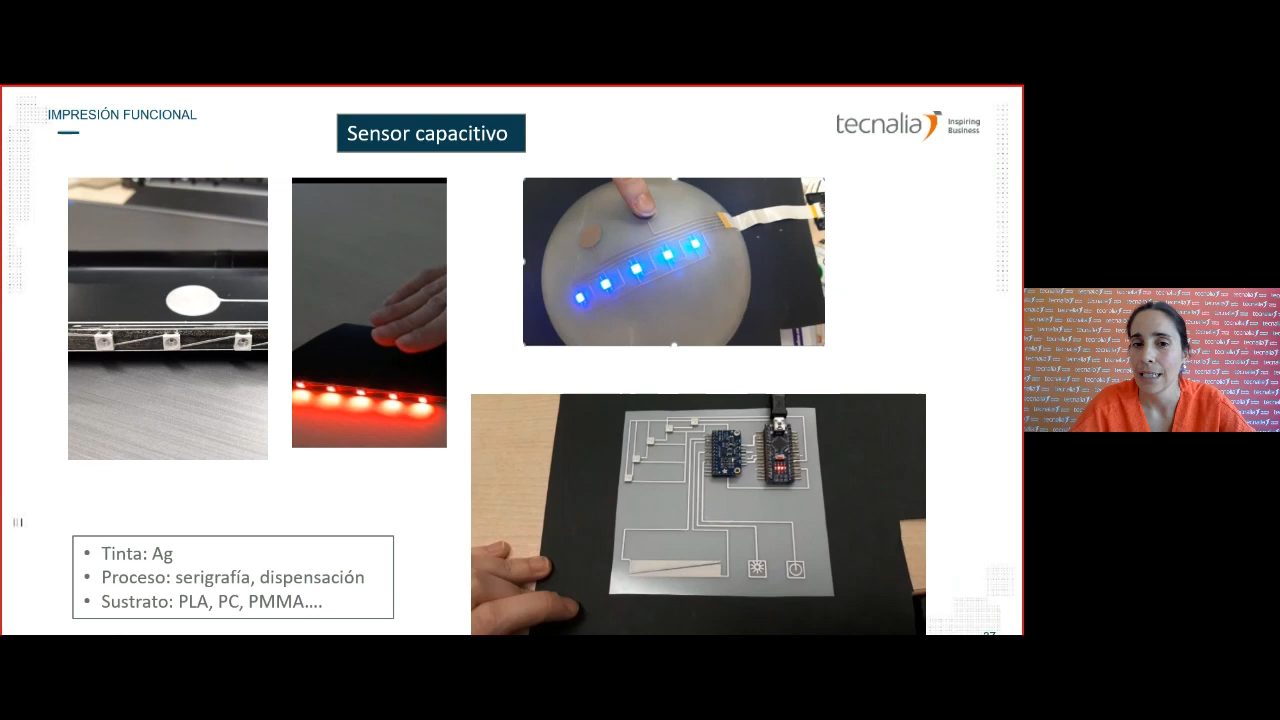 IMPRESIÓN FUNCIONAL
Sensor capacitivo
tecnalia Inspiring
Business
• Tinta: Ag
• Proceso: serigrafía, dispensación
• Sustrato: PLA, PC, PMMA....